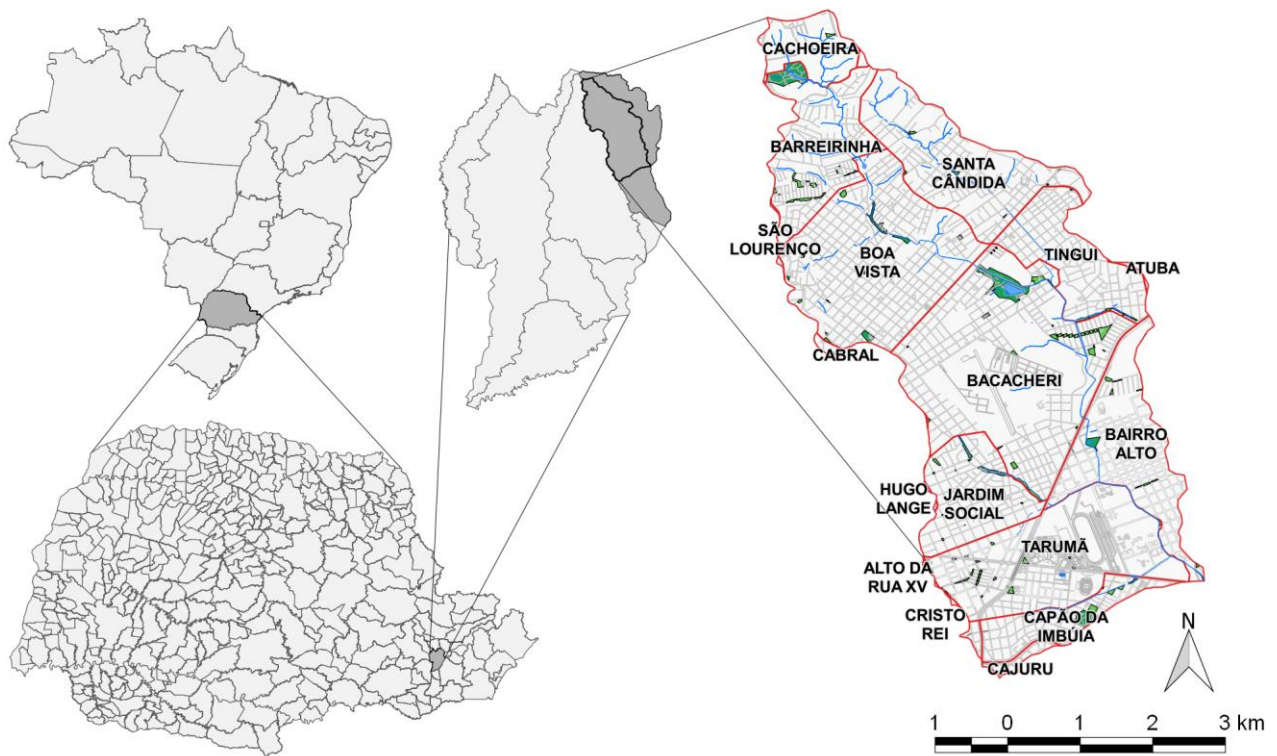 CACHOEIRA
BARREIRINHA
SANTA
CÂNDIDA
SÃO
LOURENÇO
BOA
VISTA
TINGUI
ATUBA
CABRAL
BACACHERI
BAIRRO
ALTO
HUGO
LANGE
JARDIM
SOCIAL
TARUMÃ
ALTO DA
RUA XV
CRISTO
REI
CAPÃO DA
IMBÚIA
CAJURU
N
1 0 1 2 3 km